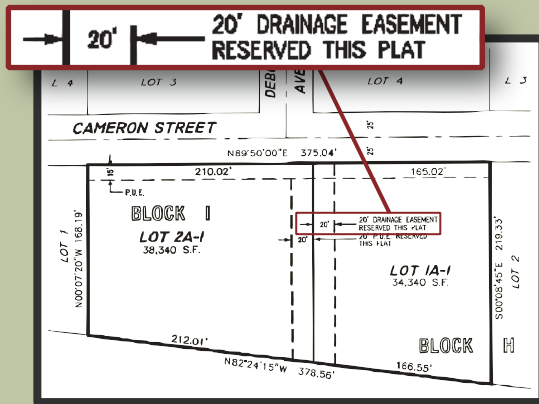 20' DRAINAGE EASEMENT
RESERVED THIS PLAT
20'
L 4
LOT 3
DEBO
AVE
LOT 4
L 3
CAMERON STREET
25'
25'
N89°50'00"E 375.04'
210.02'
165.02'
15'
P.U.E.
BLOCK I
LOT 2A-1
38,340 S.F.
LOT 1
N00°07'20"W 168.19'
20'
20' DRAINAGE EASEMENT
RESERVED THIS PLAT
20'
20' P.U.E. RESERVED
THIS PLAT
LOT 1A-1
34,340 S.F.
S00°08'45"E 219.33'
LOT 2
BLOCK H
212.01'
N82°24'15"W 378.56'
166.55'